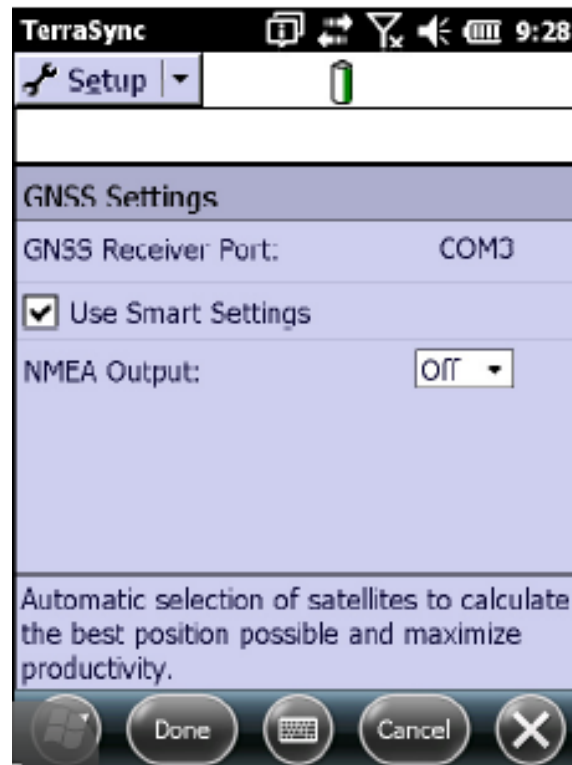 TerraSync 9:28
Setup
GNSS Settings
GNSS Receiver Port: COM3
Use Smart Settings
NMEA Output: Off
Automatic selection of satellites to calculate
the best position possible and maximize
productivity.
Done Cancel